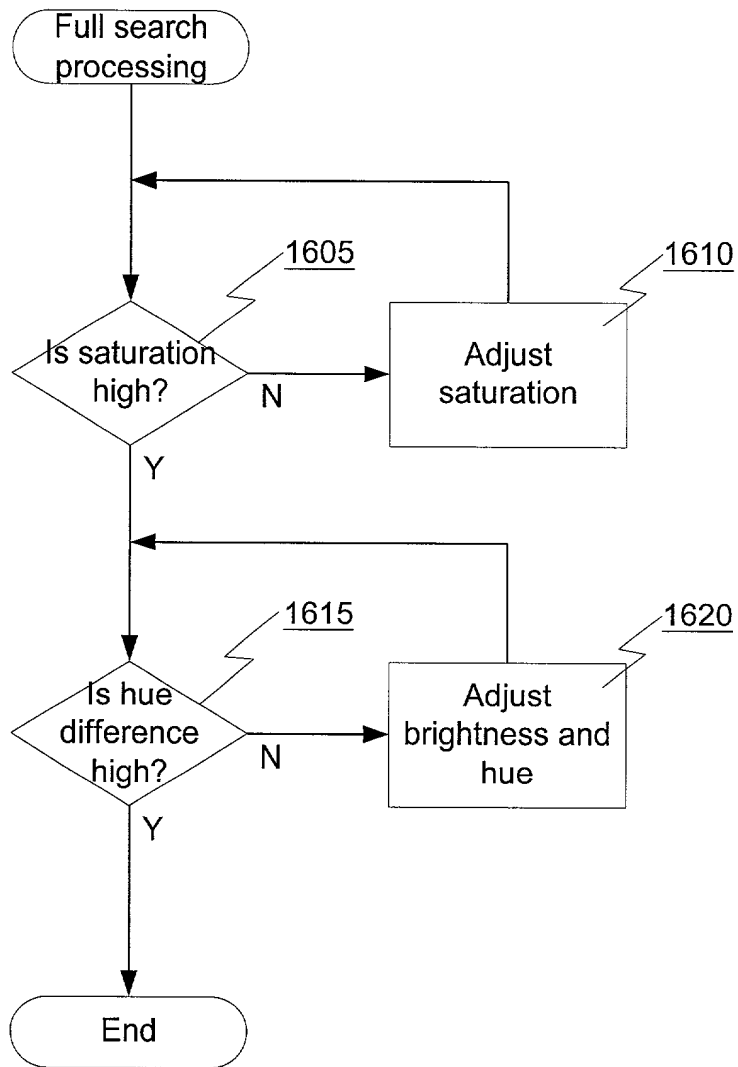 Full search
processing
1605
1610
Is saturation
high?
N
Adjust
saturation
Y
1615
1620
Is hue
difference
high?
N
Adjust
brightness and
hue
Y
End